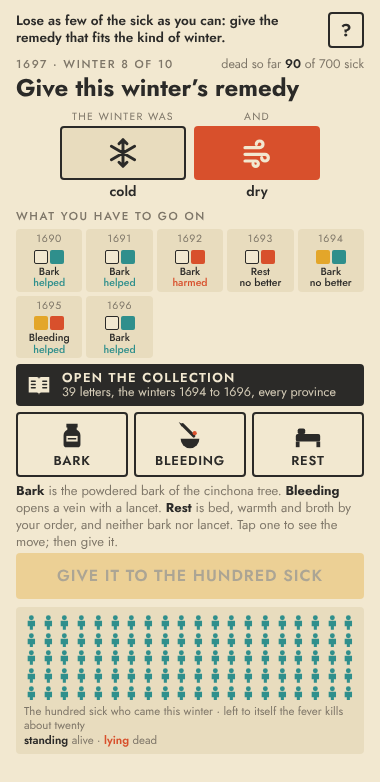 Lose as few of the sick as you can: give the
remedy that fits the kind of winter.
?
1697 · WINTER 8 OF 10
dead so far 90 of 700 sick
Give this winter's remedy
THE WINTER WAS
AND
cold
dry
WHAT YOU HAVE TO GO ON
1690
Bark
helped
1691
Bark
helped
1692
Bark
harmed
1693
Rest
no better
1694
Bark
no better
1695
Bleeding
helped
1696
Bark
helped
OPEN THE COLLECTION
39 letters, the winters 1694 to 1696, every province
BARK
BLEEDING
REST
Bark is the powdered bark of the cinchona tree. Bleeding
opens a vein with a lancet. Rest is bed, warmth and broth by
your order, and neither bark nor lancet. Tap one to see the
move; then give it.
GIVE IT TO THE HUNDRED SICK
The hundred sick who came this winter · left to itself the fever kills
about twenty
standing alive · lying dead